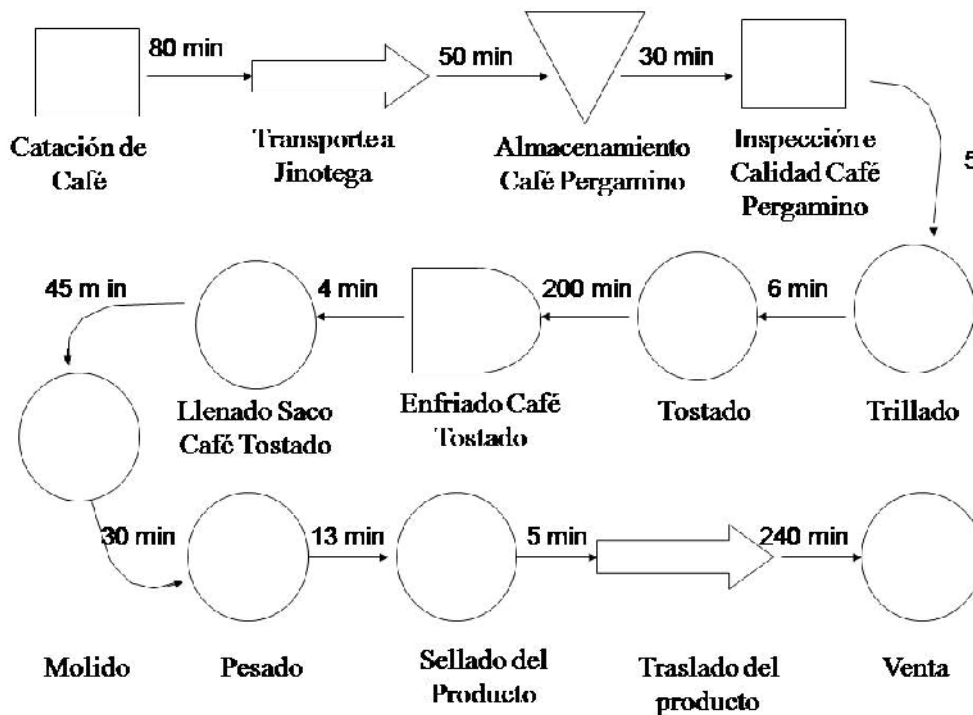 80 min
50 min
30 min
Catación de
Café
Transporte a
Jinotega
Almacenamiento
Café Pergamino
Inspección e
Calidad Café
Pergamino
5
45 m in
4 min
200 min
6 min
Llenado Saco
Café Tostado
Enfriado Café
Tostado
Tostado
Trillado
30 min
13 min
5 min
240 min
Molido
Pesado
Sellado del
Producto
Traslado del
producto
Venta